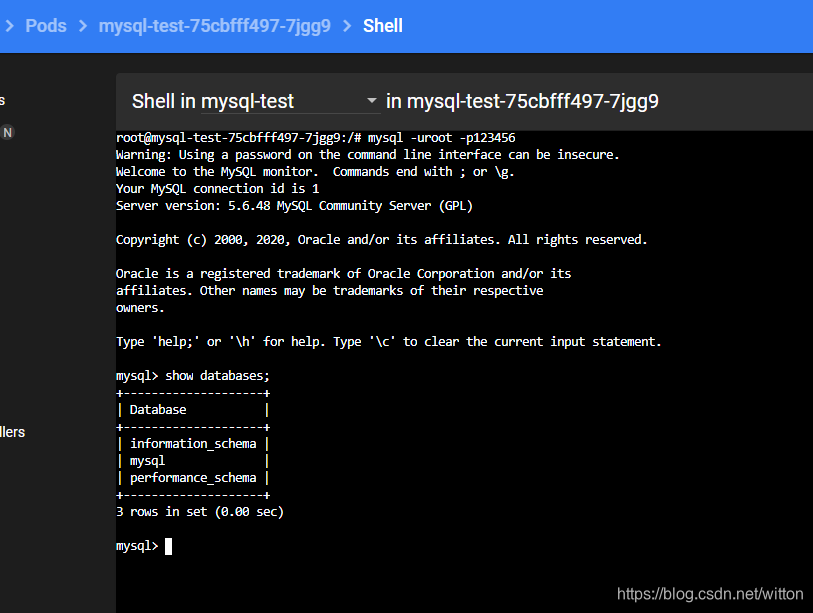 Pods mysql-test-75cbfff497-7jgg9 Shell
s
N
Shell in mysql-test in mysql-test-75cbfff497-7jgg9
root@mysql-test-75cbfff497-7jgg9:/# mysql -uroot -p123456
Warning: Using a password on the command line interface can be insecure.
Welcome to the MySQL monitor.  Commands end with ; or \g.
Your MySQL connection id is 1
Server version: 5.6.48 MySQL Community Server (GPL)
Copyright (c) 2000, 2020, Oracle and/or its affiliates. All rights reserved.
Oracle is a registered trademark of Oracle Corporation and/or its
affiliates. Other names may be trademarks of their respective
owners.
Type 'help;' or '\h' for help. Type '\c' to clear the current input statement.
mysql> show databases;
+--------------------+
| Database           |
+--------------------+
| information_schema |
| mysql              |
| performance_schema |
+--------------------+
3 rows in set (0.00 sec)
llers
mysql>
https://blog.csdn.net/witton